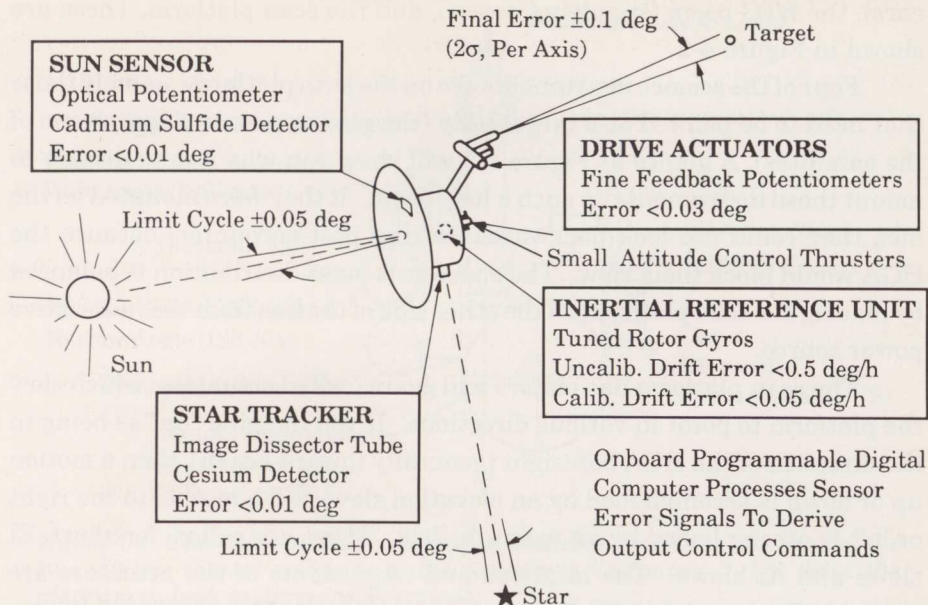 earer, the
Final Error ±0.1 deg
(2σ, Per Axis)
Target
SUN SENSOR
Optical Potentiometer
Cadmium Sulfide Detector
Error <0.01 deg
DRIVE ACTUATORS
Fine Feedback Potentiometers
Error <0.03 deg
Limit Cycle ±0.05 deg
Small Attitude Control Thrusters
INERTIAL REFERENCE UNIT
Tuned Rotor Gyros
Uncalib. Drift Error <0.5 deg/h
Calib. Drift Error <0.05 deg/h
Sun
STAR TRACKER
Image Dissector Tube
Cesium Detector
Error <0.01 deg
Onboard Programmable Digital
Computer Processes Sensor
Error Signals To Derive
Output Control Commands
Limit Cycle ±0.05 deg
Star